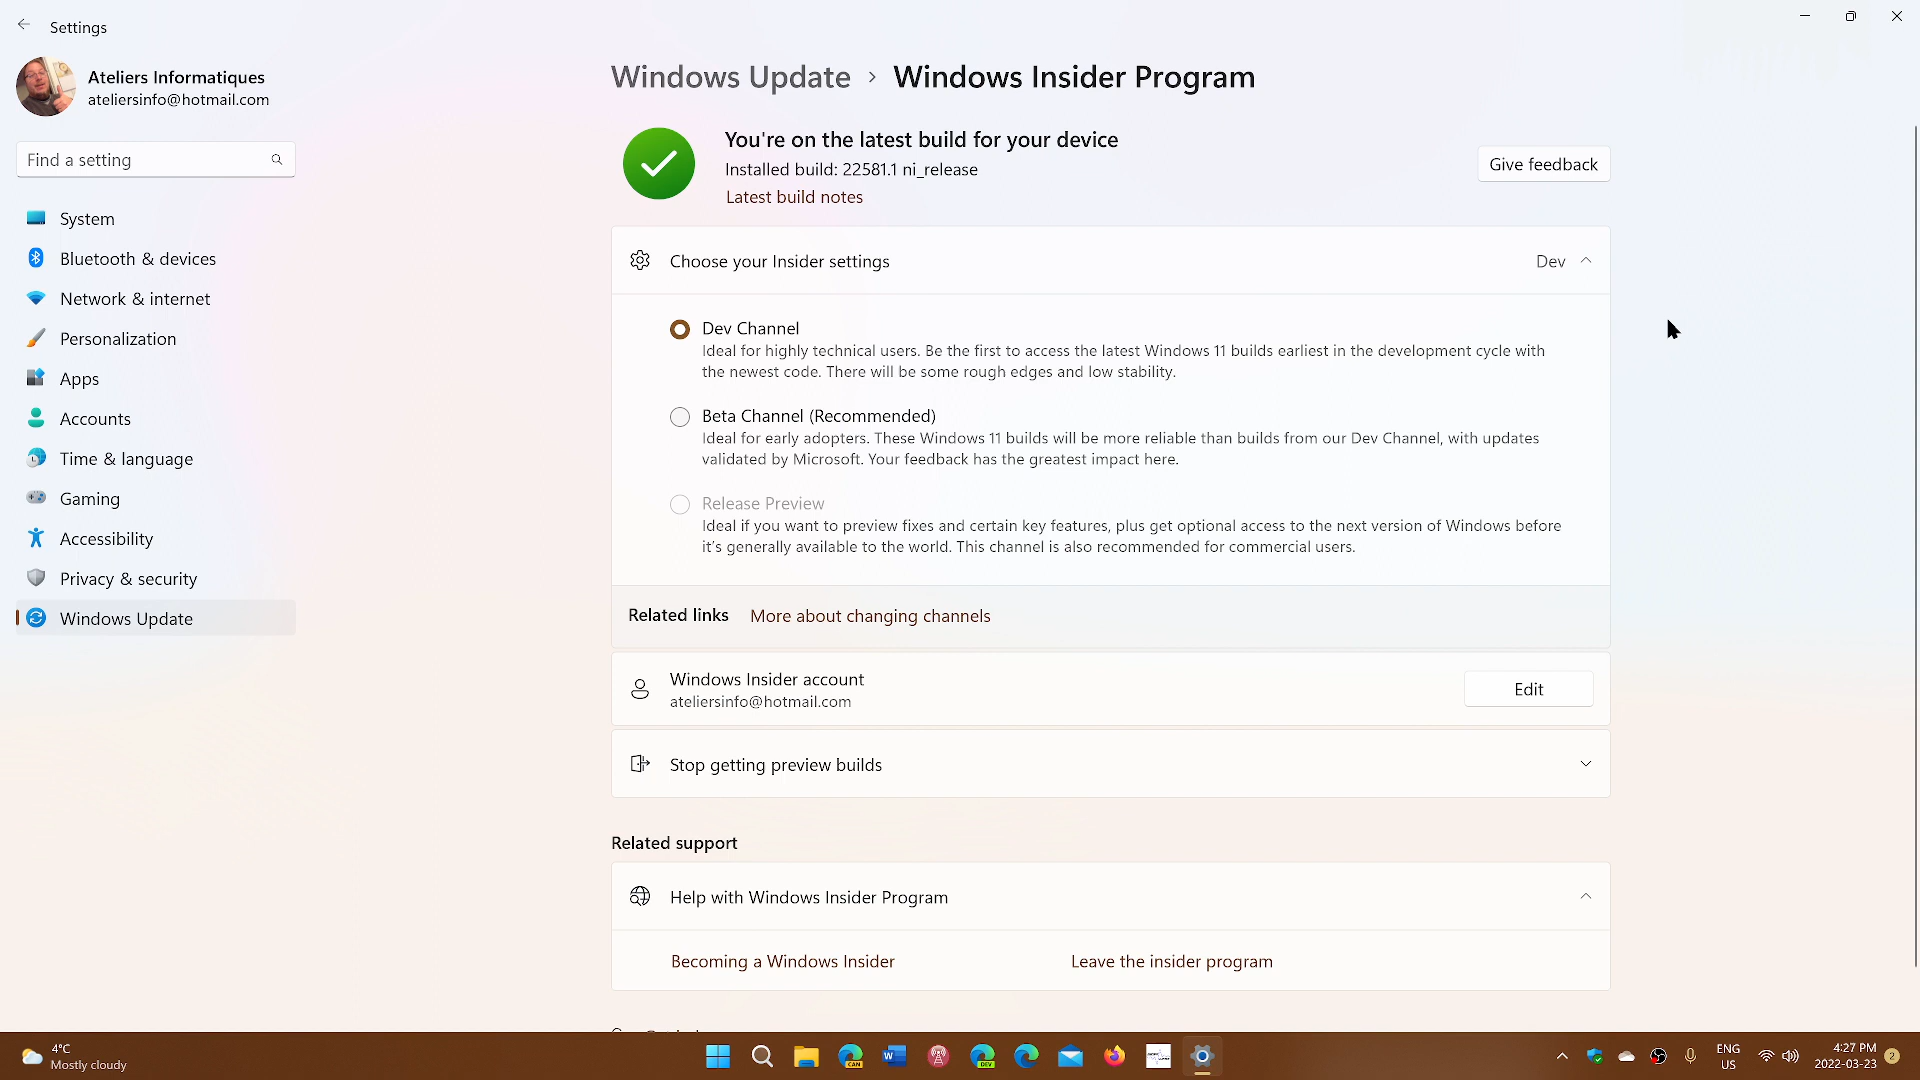 Settings
Ateliers Informatiques
ateliersinfo@hotmail.com
Find a setting
System
Bluetooth & devices
Network & internet
Personalization
Apps
Accounts
Time & language
Gaming
Accessibility
Privacy & security
Windows Update
Windows Update > Windows Insider Program
You're on the latest build for your device
Installed build: 22581.1 ni_release
Latest build notes
Give feedback
Choose your Insider settings
Dev
Dev Channel
Ideal for highly technical users. Be the first to access the latest Windows 11 builds earliest in the development cycle with
the newest code. There will be some rough edges and low stability.
Beta Channel (Recommended)
Ideal for early adopters. These Windows 11 builds will be more reliable than builds from our Dev Channel, with updates
validated by Microsoft. Your feedback has the greatest impact here.
Release Preview
Ideal if you want to preview fixes and certain key features, plus get optional access to the next version of Windows before
it's generally available to the world. This channel is also recommended for commercial users.
Related links More about changing channels
Windows Insider account
ateliersinfo@hotmail.com
Edit
Stop getting preview builds
Related support
Help with Windows Insider Program
Becoming a Windows Insider
Leave the insider program
4°C
Mostly cloudy
CAN
W
DEV
ENG
US
4:27 PM
2022-03-23
2